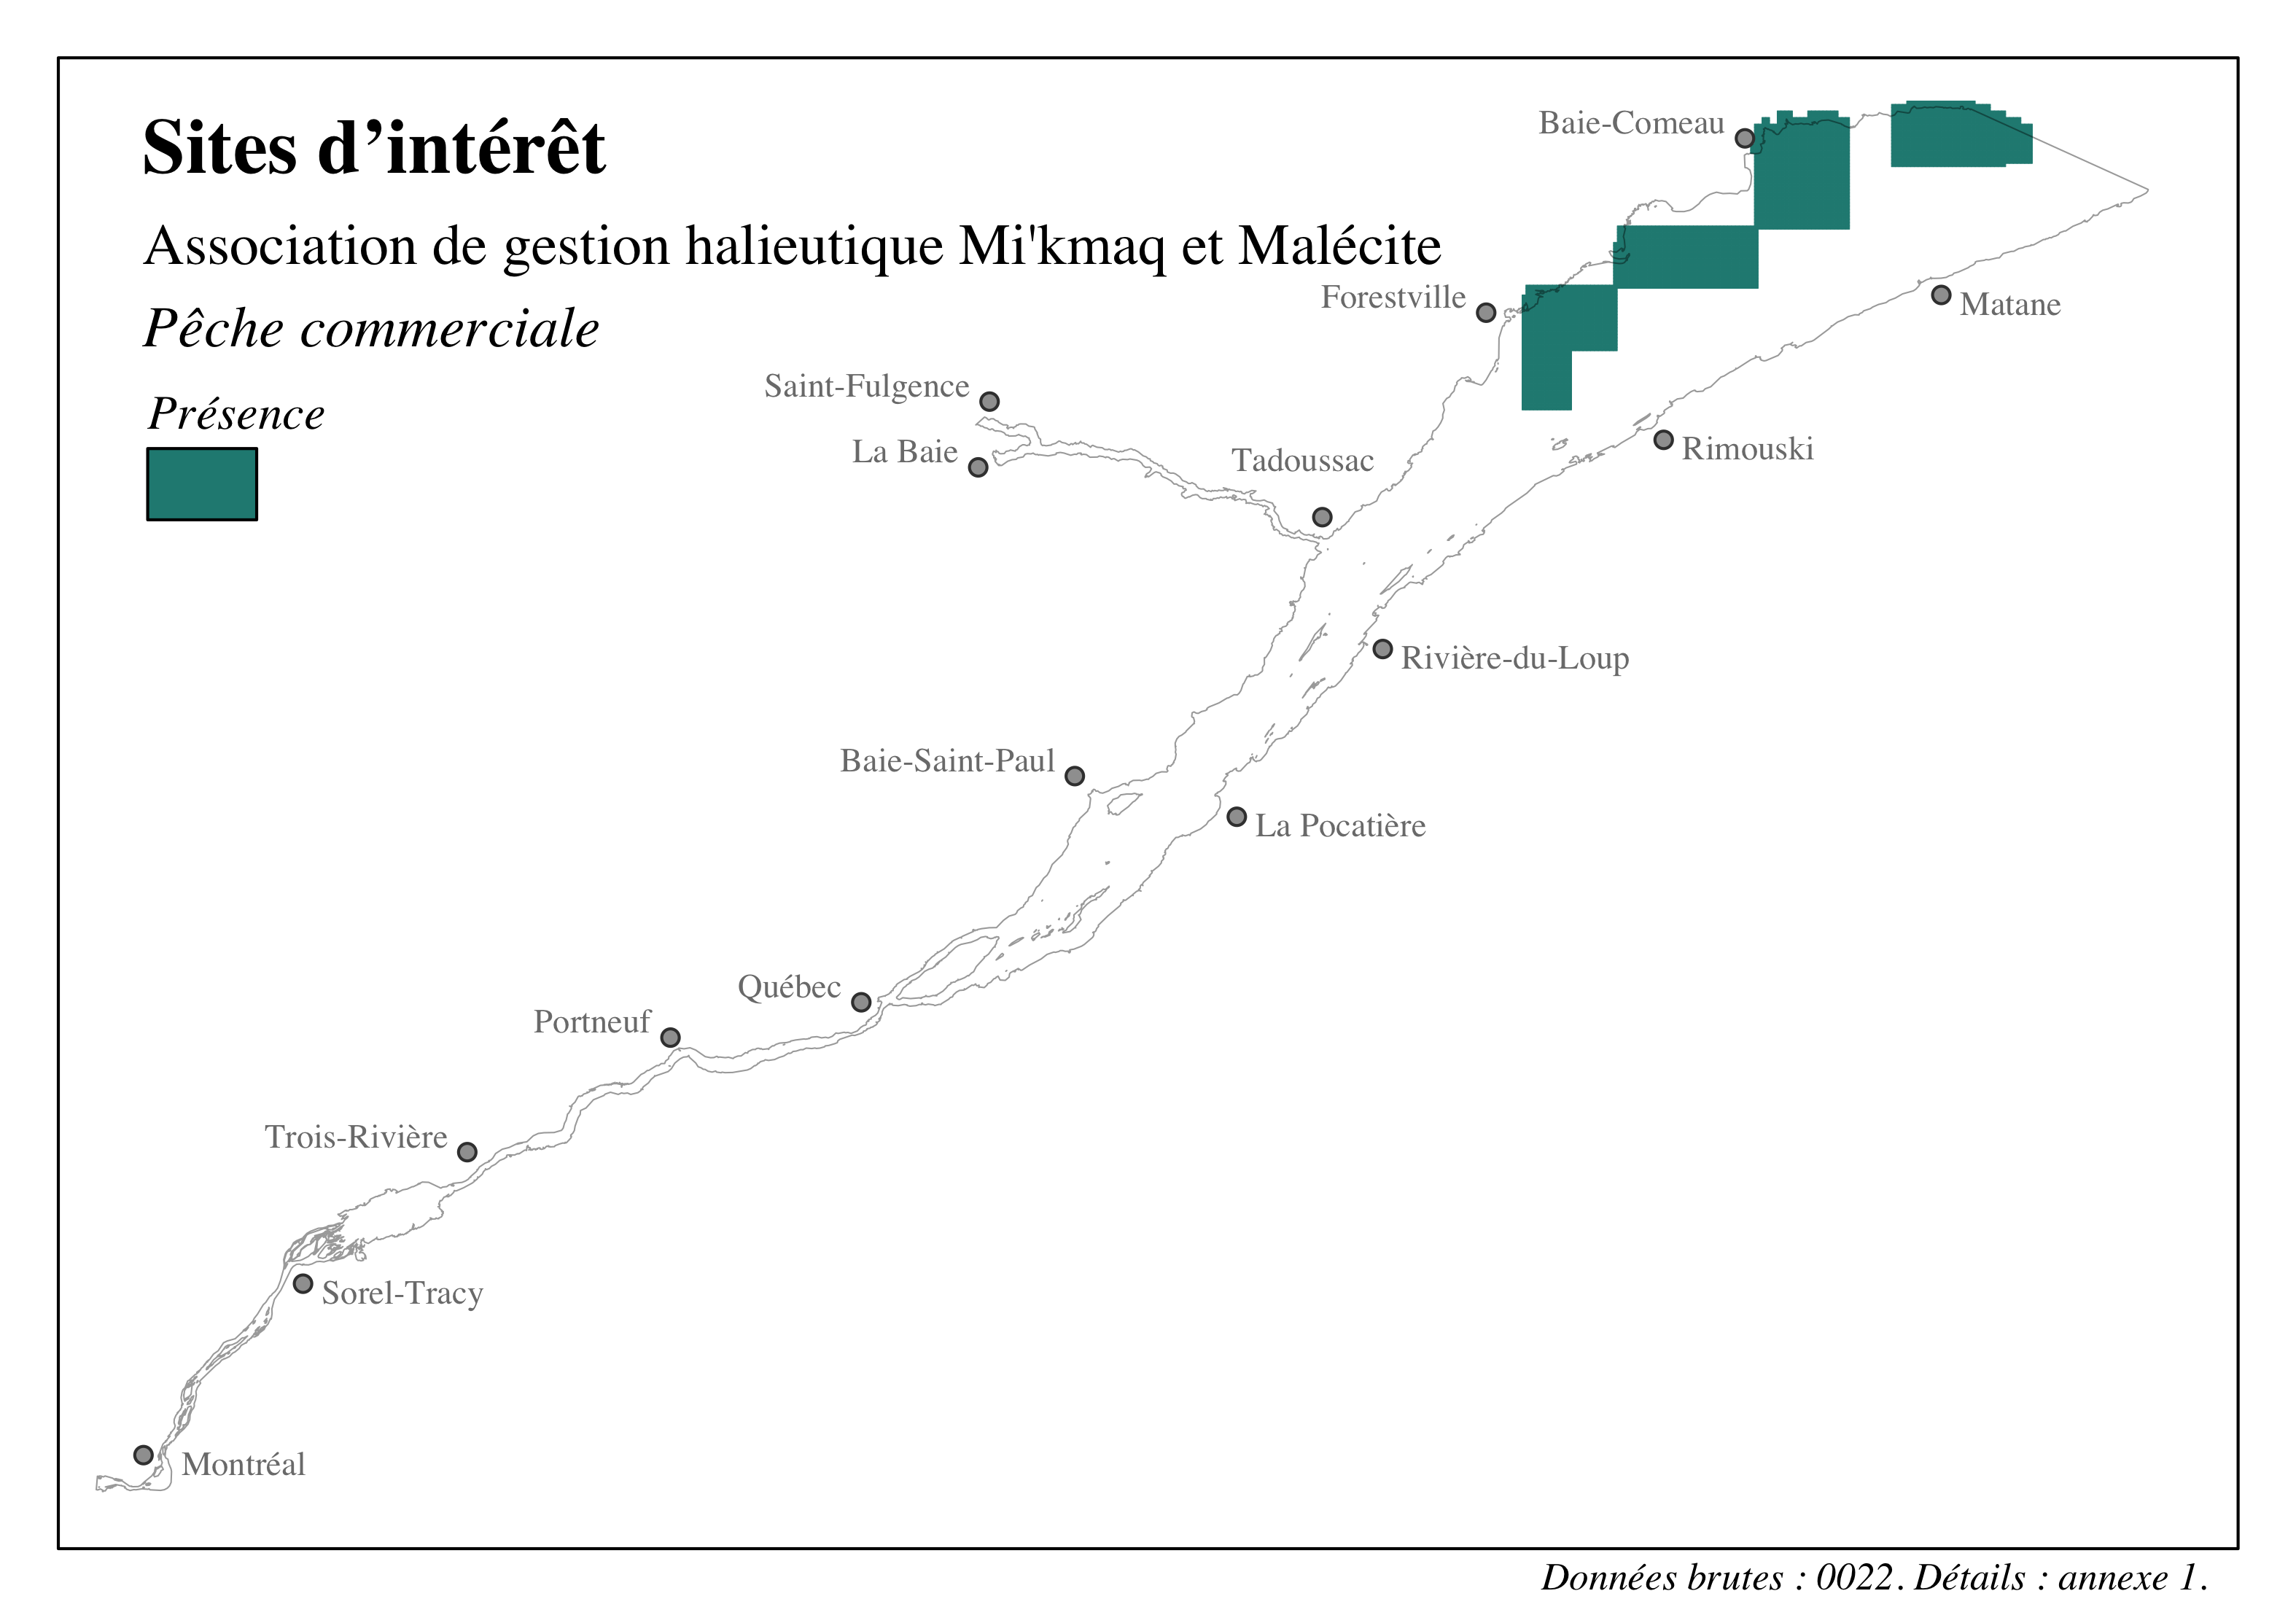 Sites d’intérêt
Association de gestion halieutique Mi'kmaq et Malécite
Pêche commerciale
Présence
Baie-Comeau
Forestville
Matane
Saint-Fulgence
La Baie
Tadoussac
Rimouski
Rivière-du-Loup
Baie-Saint-Paul
La Pocatière
Québec
Portneuf
Trois-Rivière
Sorel-Tracy
Montréal
Données brutes : 0022. Détails : annexe 1.